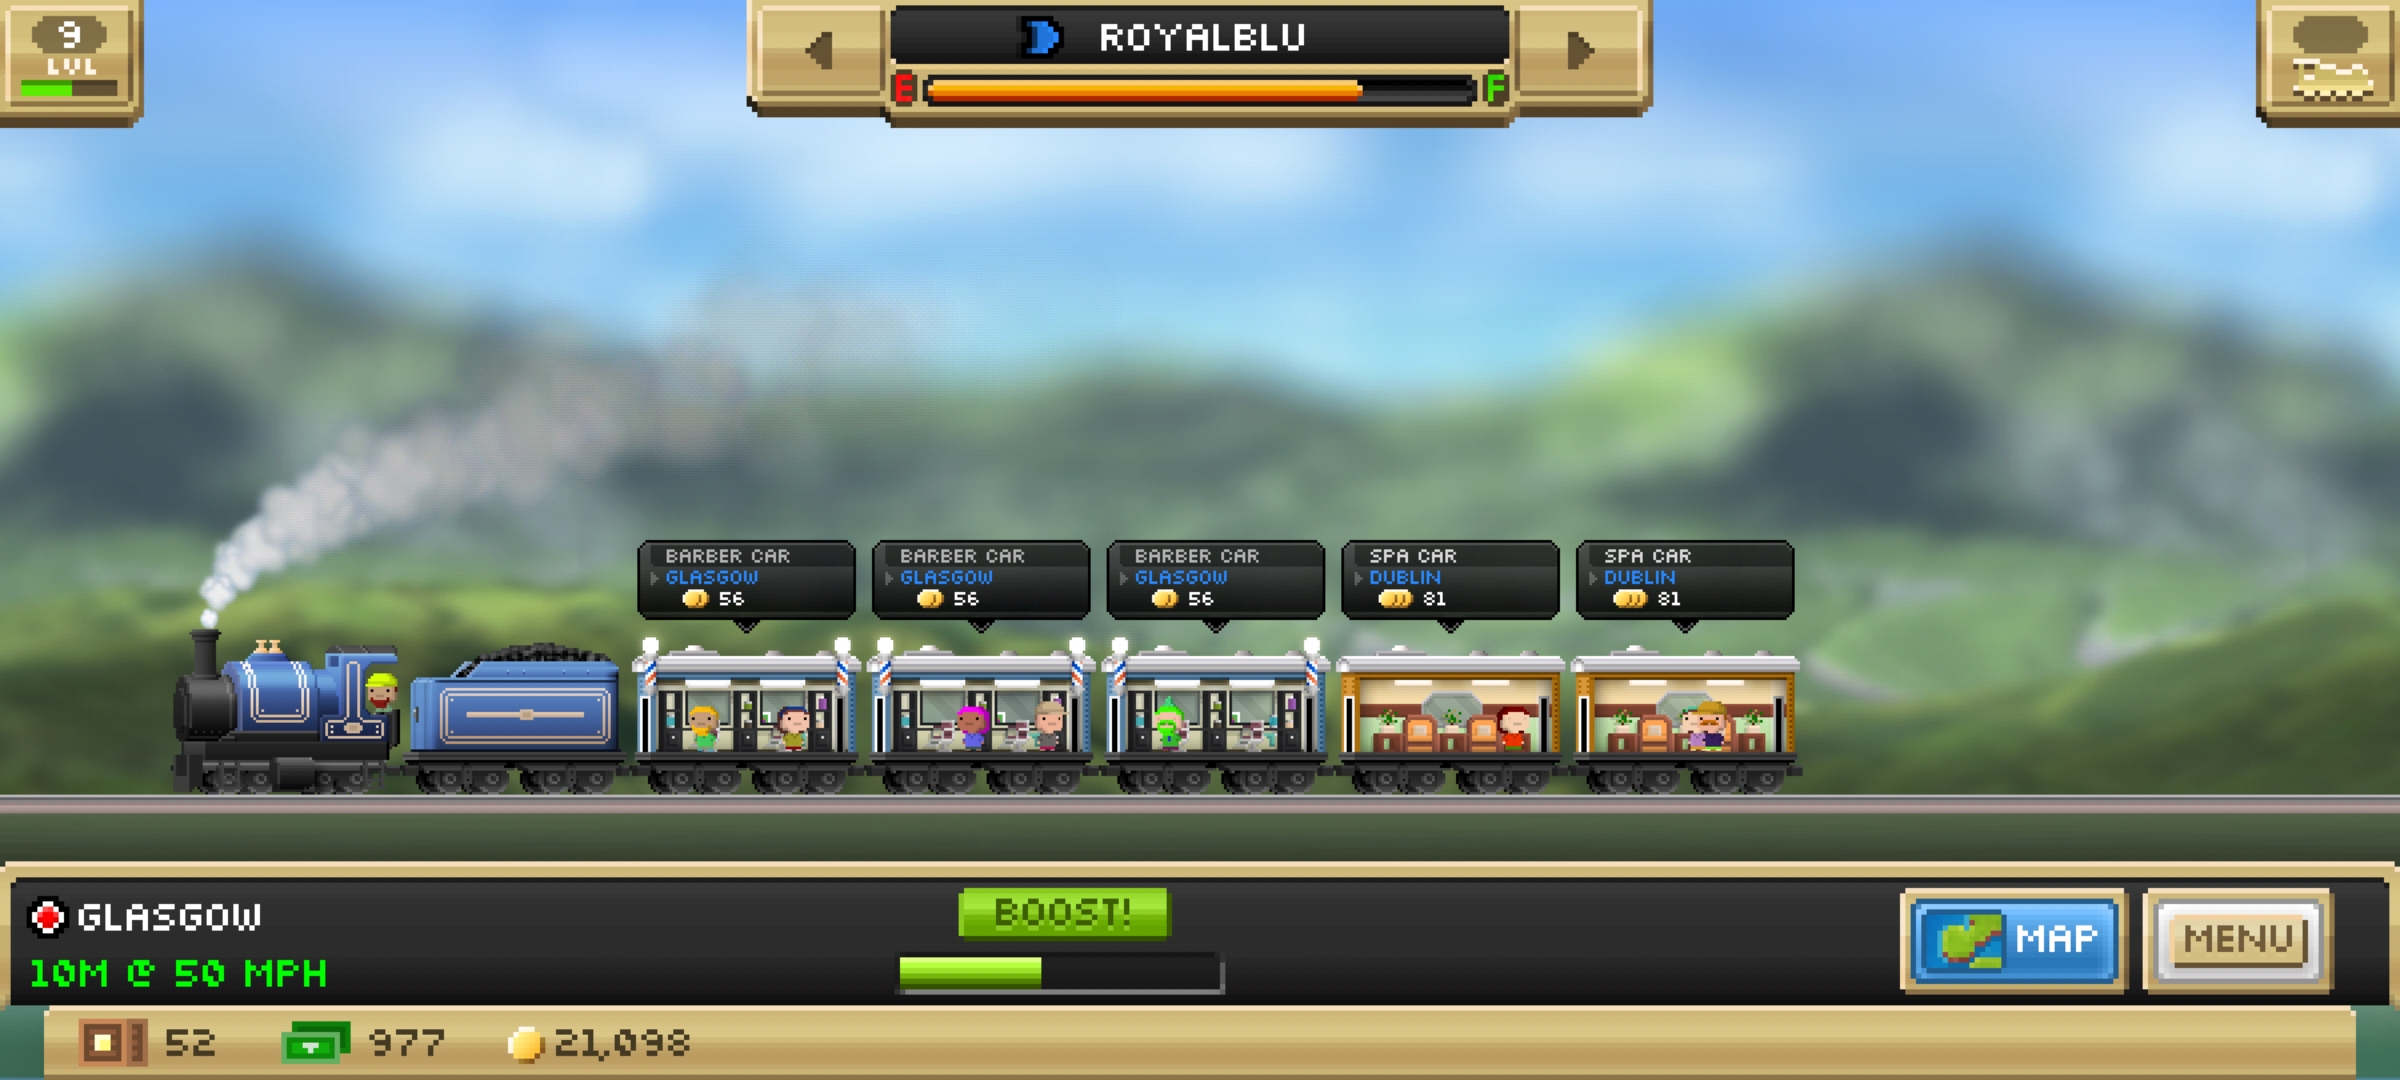 9
LVL
ROYALBLU
E
F
BARBER CAR
GLASGOW
56
BARBER CAR
GLASGOW
56
BARBER CAR
GLASGOW
56
SPA CAR
DUBLIN
81
SPA CAR
DUBLIN
81
GLASGOW
10M @ 50 MPH
BOOST!
MAP
MENU
52
977
21,098